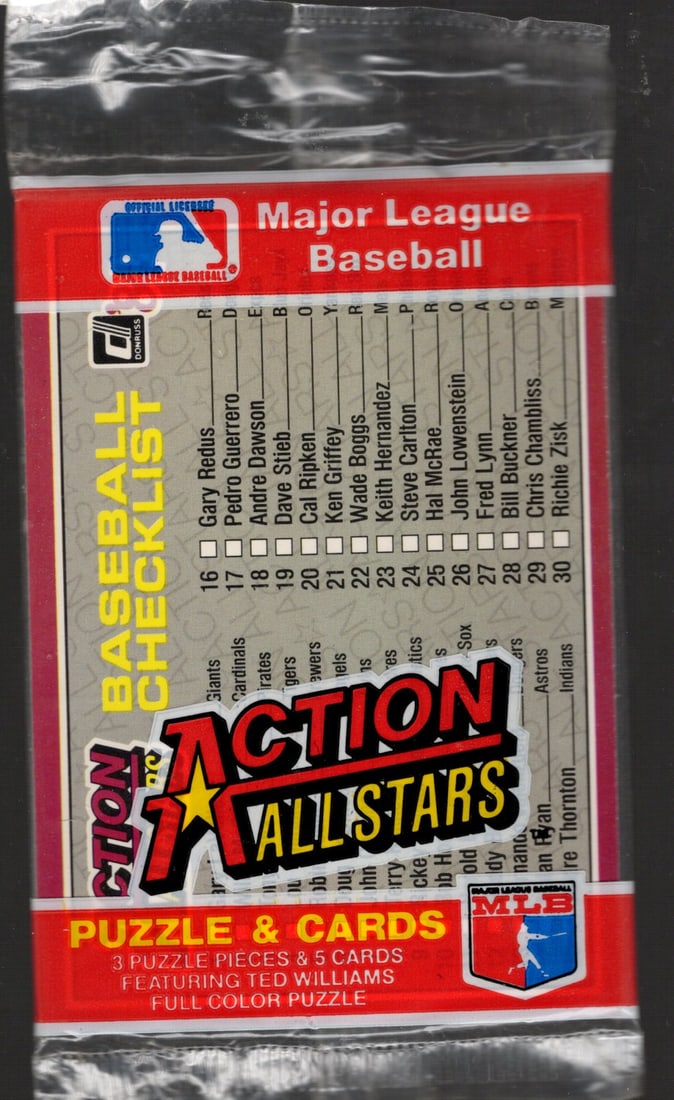 OFFICIAL LICENSEE
MAJOR LEAGUE BASEBALL
Major League
Baseball
DONRUSS
BASEBALL
CHECKLIST
16 Gary Redus
17 Pedro Guerrero
18 Andre Dawson
19 Dave Stieb
20 Cal Ripken
21 Ken Griffey
22 Wade Boggs
23 Keith Hernandez
24 Steve Carlton
25 Hal McRae
26 John Lowenstein
27 Fred Lynn
28 Bill Buckner
29 Chris Chambliss
30 Richie Zisk
Giants
Cardinals
Sox
Astros
Indians
Ryan
Thornton
ACTION
ALL STARS
PUZZLE & CARDS
3 PUZZLE PIECES & 5 CARDS
FEATURING TED WILLIAMS
FULL COLOR PUZZLE
MAJOR LEAGUE BASEBALL
MLB